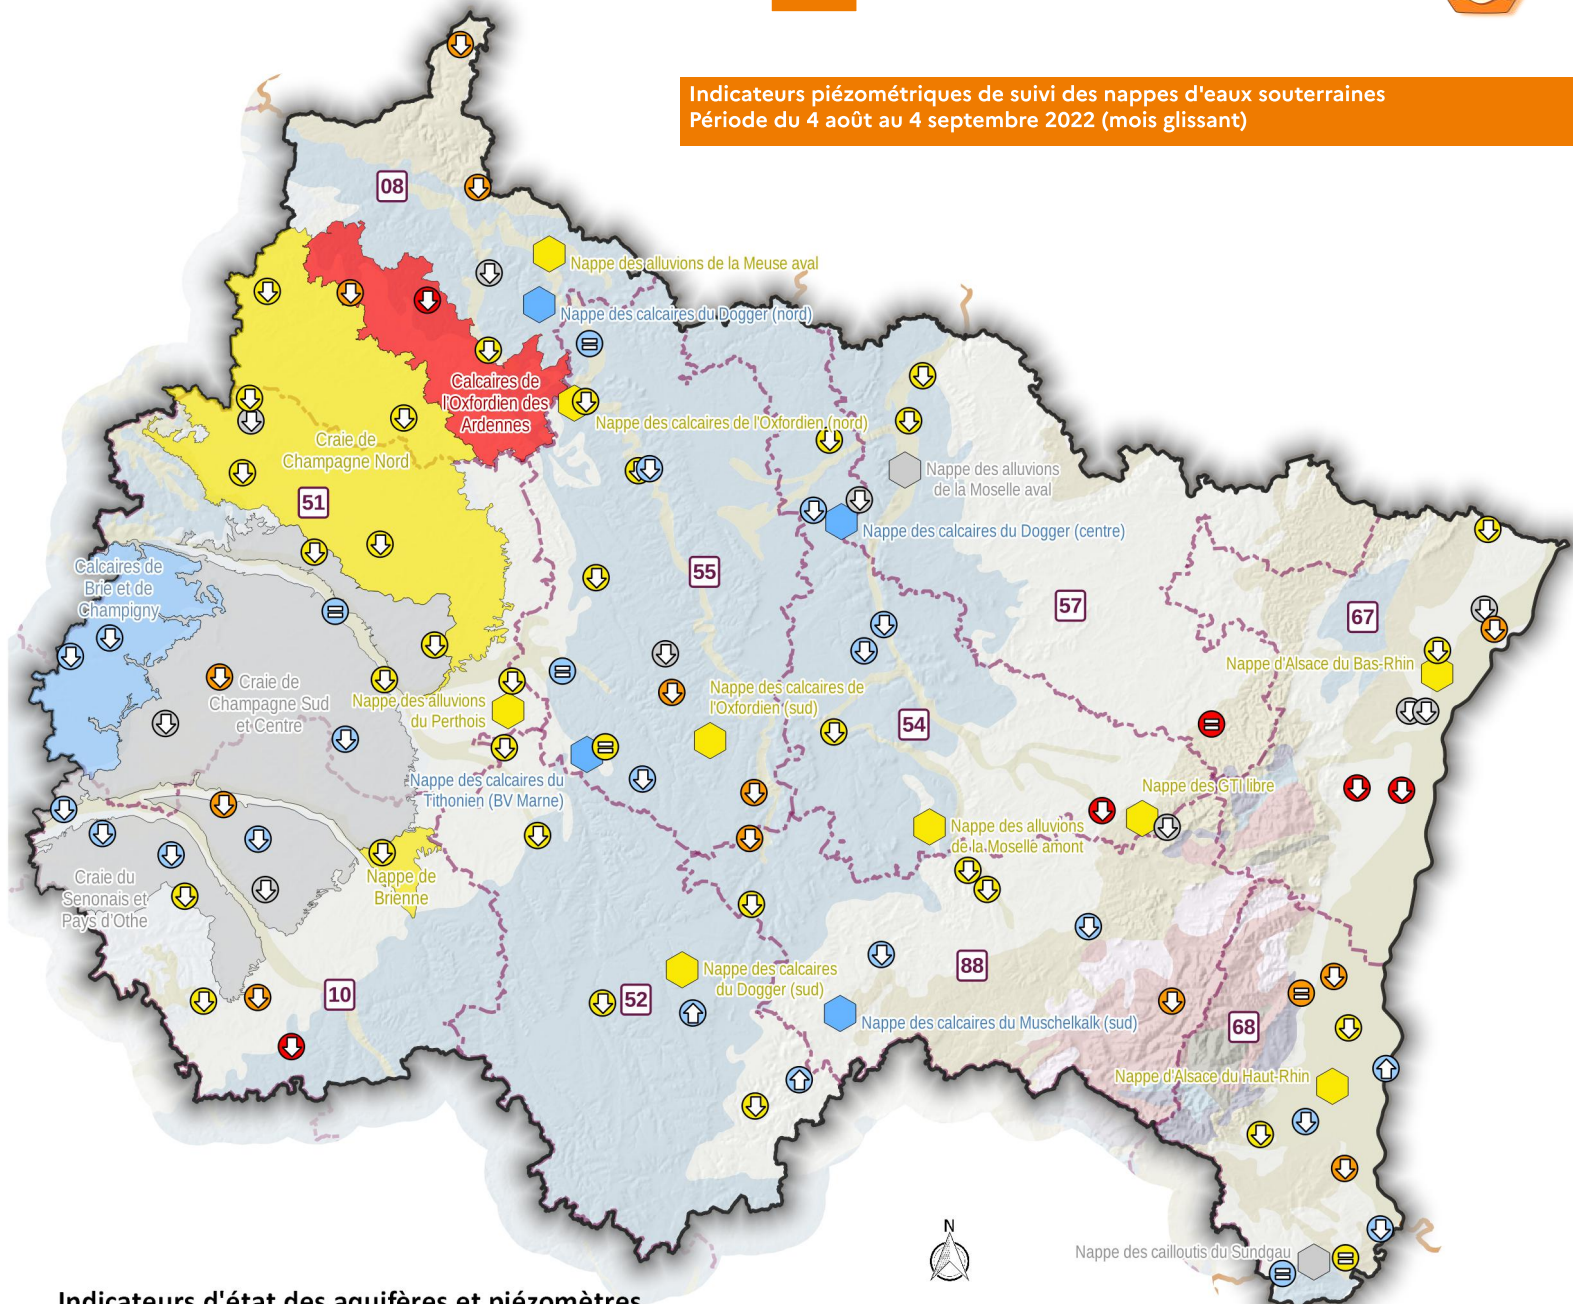 Indicateurs piézométriques de suivi des nappes d'eaux souterraines
Période du 4 août au 4 septembre 2022 (mois glissant)
08
Nappe des alluvions de la Meuse aval
Nappe des calcaires du Dogger (nord)
Calcaires de
l'Oxfordien des
Ardennes
Nappe des calcaires de l'Oxfordien (nord)
Craie de
Champagne Nord
Nappe des alluvions
de la Moselle aval
51
Nappe des calcaires du Dogger (centre)
Calcaires de
Brie et de
Champigny
55
57
67
Nappe d'Alsace du Bas-Rhin
Craie de
Champagne Sud
et Centre
Nappe des alluvions
du Perthois
Nappe des calcaires de
l'Oxfordien (sud)
54
Nappe des calcaires du
Tithonien (BV Marne)
Nappe des GTI libre
Nappe des alluvions
de la Moselle amont
Craie du
Senonais et
Pays d'Othe
Nappe de
Brienne
88
Nappe des calcaires
du Dogger (sud)
10
52
Nappe des calcaires du Muschelkalk (sud)
68
Nappe d'Alsace du Haut-Rhin
N
Nappe des cailloutis du Sundgau
Indicateurs d'état des aquifères et piézomètres